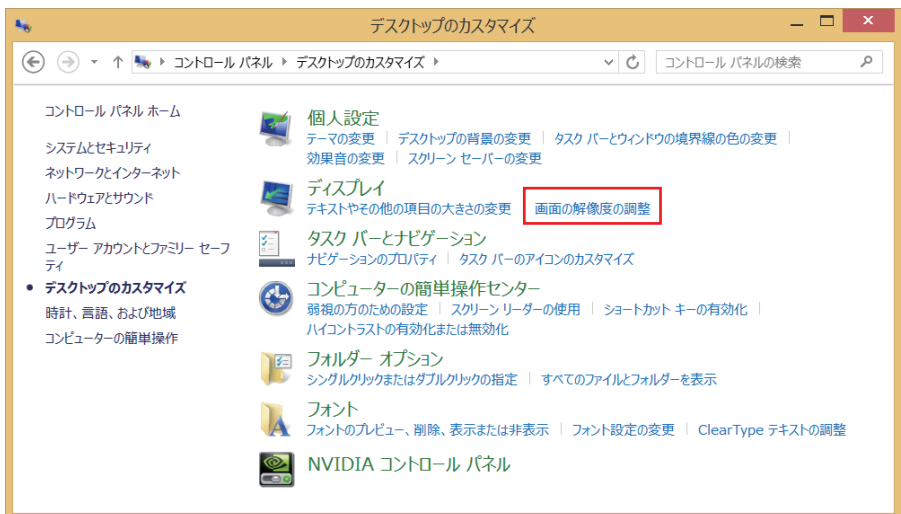 デスクトップのカスタマイズ
コントロール パネル ▸ デスクトップのカスタマイズ ▸
コントロール パネルの検索
コントロール パネル ホーム
システムとセキュリティ
ネットワークとインターネット
ハードウェアとサウンド
プログラム
ユーザー アカウントとファミリー セーフ
ティ
デスクトップのカスタマイズ
時計、言語、および地域
コンピューターの簡単操作
個人設定
テーマの変更 | デスクトップの背景の変更 | タスク バーとウィンドウの境界線の色の変更 |
効果音の変更 | スクリーン セーバーの変更
ディスプレイ
テキストやその他の項目の大きさの変更 画面の解像度の調整
タスク バーとナビゲーション
ナビゲーションのプロパティ | タスク バーのアイコンのカスタマイズ
コンピューターの簡単操作センター
弱視の方のための設定 | スクリーン リーダーの使用 | ショートカット キーの有効化 |
ハイコントラストの有効化または無効化
フォルダー オプション
シングルクリックまたはダブルクリックの指定 | すべてのファイルとフォルダーを表示
フォント
フォントのプレビュー、削除、表示または非表示 | フォント設定の変更 | ClearType テキストの調整
NVIDIA コントロール パネル